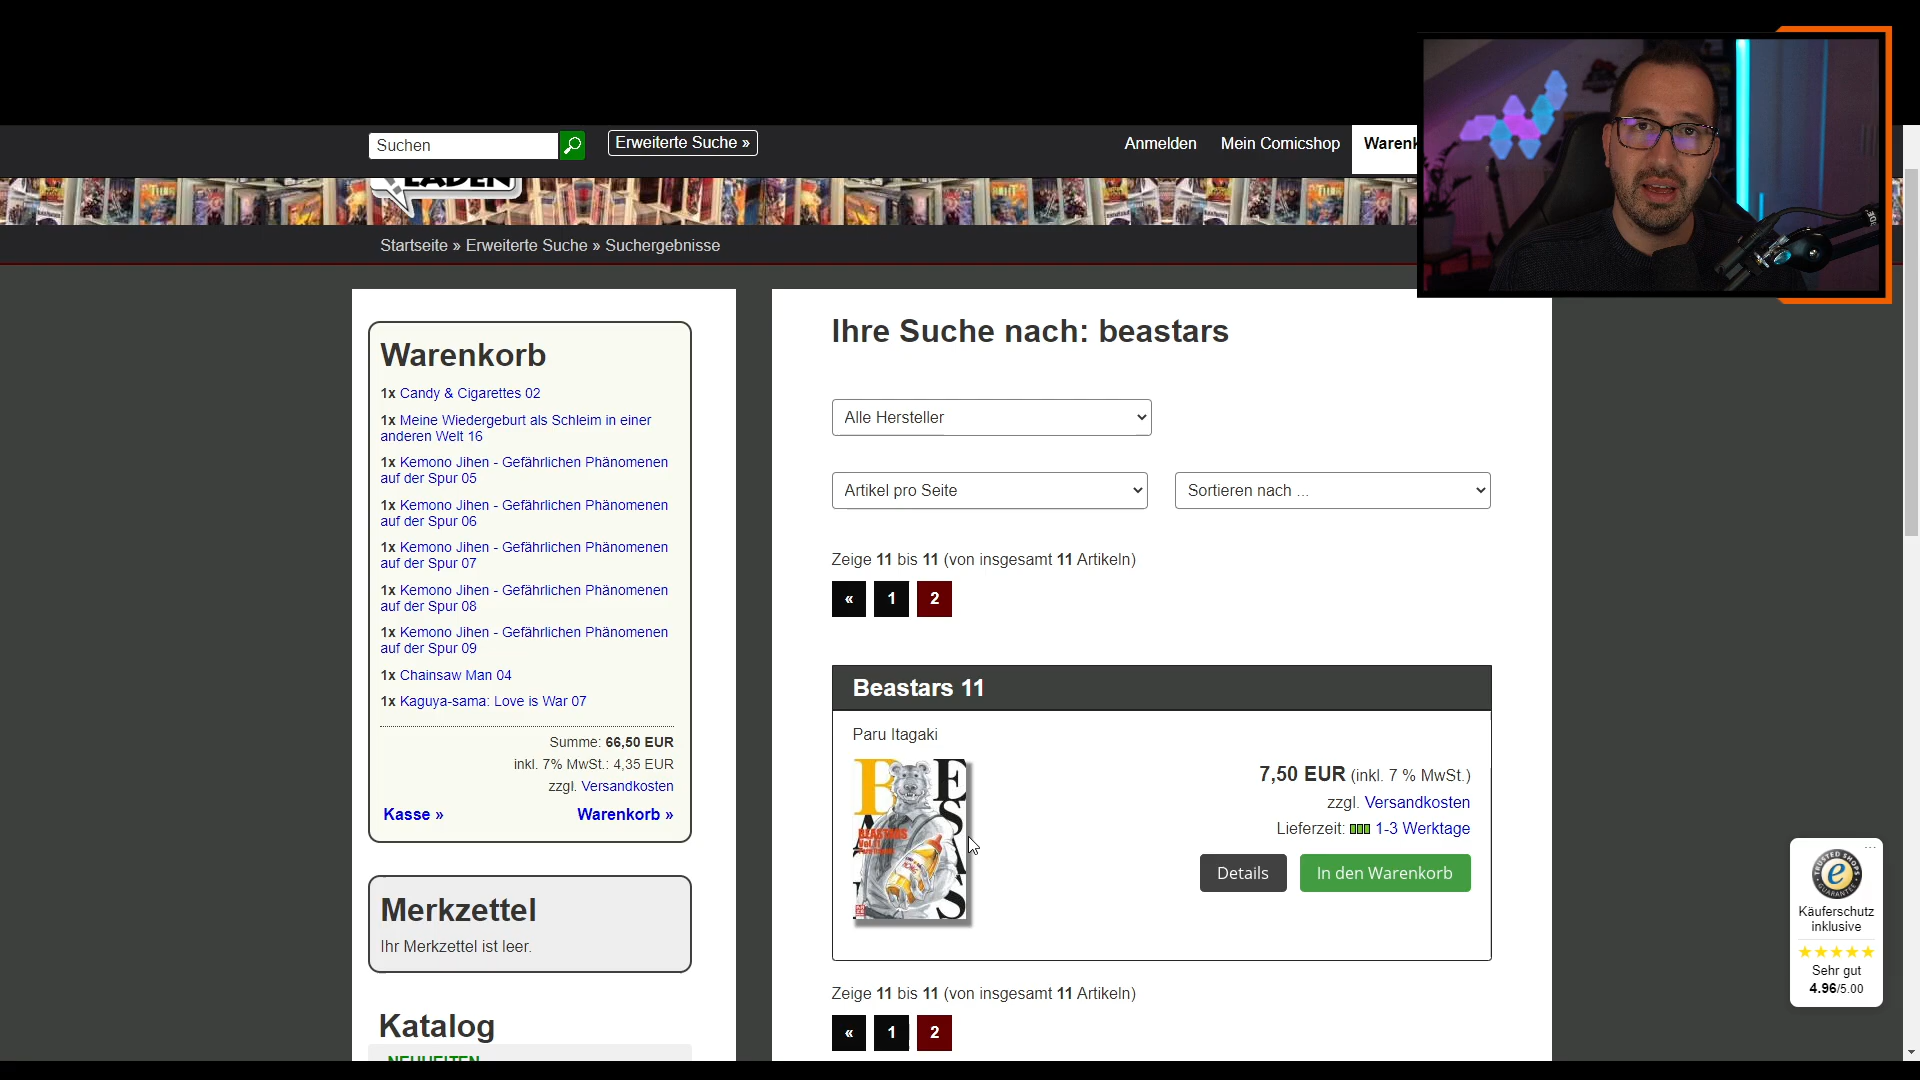 Suchen
Erweiterte Suche »
Anmelden
Mein Comicshop
Warenk
LADEN
Startseite » Erweiterte Suche » Suchergebnisse
Warenkorb
1x Candy & Cigarettes 02
1x Meine Wiedergeburt als Schleim in einer
anderen Welt 16
1x Kemono Jihen - Gefährlichen Phänomenen
auf der Spur 05
1x Kemono Jihen - Gefährlichen Phänomenen
auf der Spur 06
1x Kemono Jihen - Gefährlichen Phänomenen
auf der Spur 07
1x Kemono Jihen - Gefährlichen Phänomenen
auf der Spur 08
1x Kemono Jihen - Gefährlichen Phänomenen
auf der Spur 09
1x Chainsaw Man 04
1x Kaguya-sama: Love is War 07
Summe: 66,50 EUR
inkl. 7% MwSt.: 4,35 EUR
zzgl. Versandkosten
Kasse »
Warenkorb »
Merkzettel
Ihr Merkzettel ist leer.
Katalog
NEUHEITEN
Ihre Suche nach: beastars
Alle Hersteller
Artikel pro Seite
Sortieren nach ...
Zeige 11 bis 11 (von insgesamt 11 Artikeln)
« 1 2
Beastars 11
Paru Itagaki
BEASTARS
Vol.11
7,50 EUR (inkl. 7 % MwSt.)
zzgl. Versandkosten
Lieferzeit: 1-3 Werktage
Details
In den Warenkorb
Zeige 11 bis 11 (von insgesamt 11 Artikeln)
« 1 2
TRUSTED SHOPS
GUARANTEE
Käuferschutz
inklusive
Sehr gut
4.96/5.00